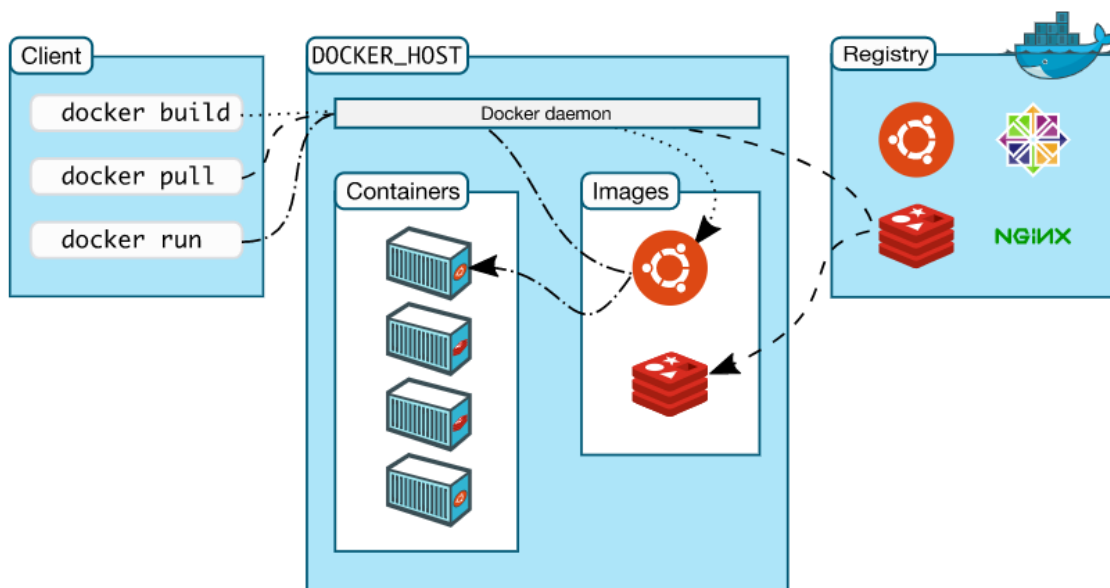 Client
docker build
docker pull
docker run
DOCKER_HOST
Docker daemon
Containers
Images
Registry
NGINX